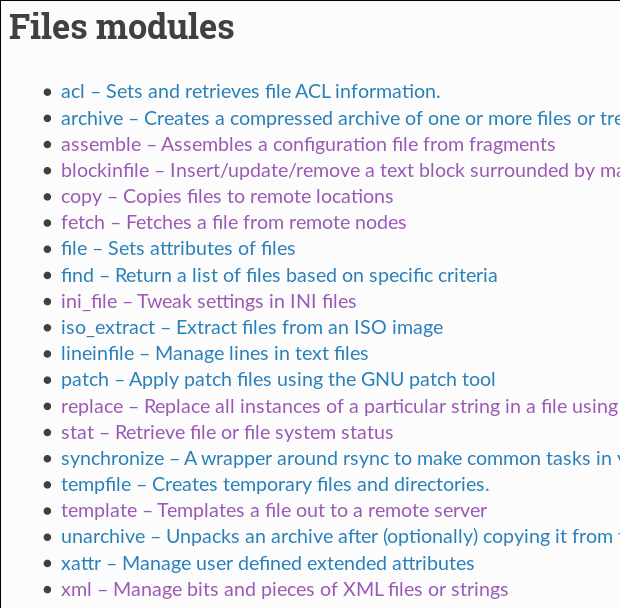 Files modules
acl – Sets and retrieves file ACL information.
archive – Creates a compressed archive of one or more files or
assemble – Assembles a configuration file from fragments
blockinfile – Insert/update/remove a text block surrounded by
copy – Copies files to remote locations
fetch – Fetches a file from remote nodes
file – Sets attributes of files
find – Return a list of files based on specific criteria
ini_file – Tweak settings in INI files
iso_extract – Extract files from an ISO image
lineinfile – Manage lines in text files
patch – Apply patch files using the GNU patch tool
replace – Replace all instances of a particular string in a file using
stat – Retrieve file or file system status
synchronize – A wrapper around rsync to make common tasks in
tempfile – Creates temporary files and directories.
template – Templates a file out to a remote server
unarchive – Unpacks an archive after (optionally) copying it from
xattr – Manage user defined extended attributes
xml – Manage bits and pieces of XML files or strings